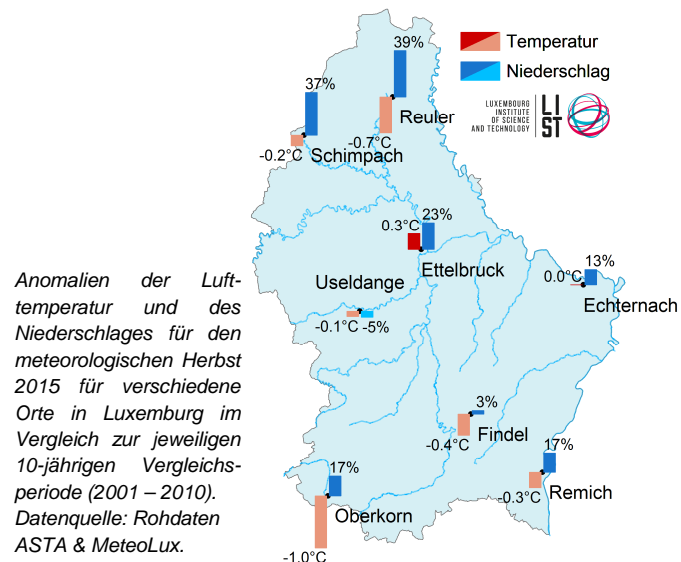 39%
Temperatur
Niederschlag
37%
LUXEMBOURG
INSTITUTE
OF SCIENCE
AND TECHNOLOGY
LI
ST
Reuler
-0.7°C
-0.2°C
Schimpach
23%
0.3°C
Ettelbruck
13%
0.0°C
Echternach
Useldange
-0.1°C -5%
Anomalien der Luft-
temperatur und des
Niederschlages für den
meteorologischen Herbst
2015 für verschiedene
Orte in Luxemburg im
Vergleich zur jeweiligen
10-jährigen Vergleichs-
periode (2001 – 2010).
Datenquelle: Rohdaten
ASTA & MeteoLux.
3%
-0.4°C
Findel
17%
-0.3°C
Remich
17%
Oberkorn
-1.0°C